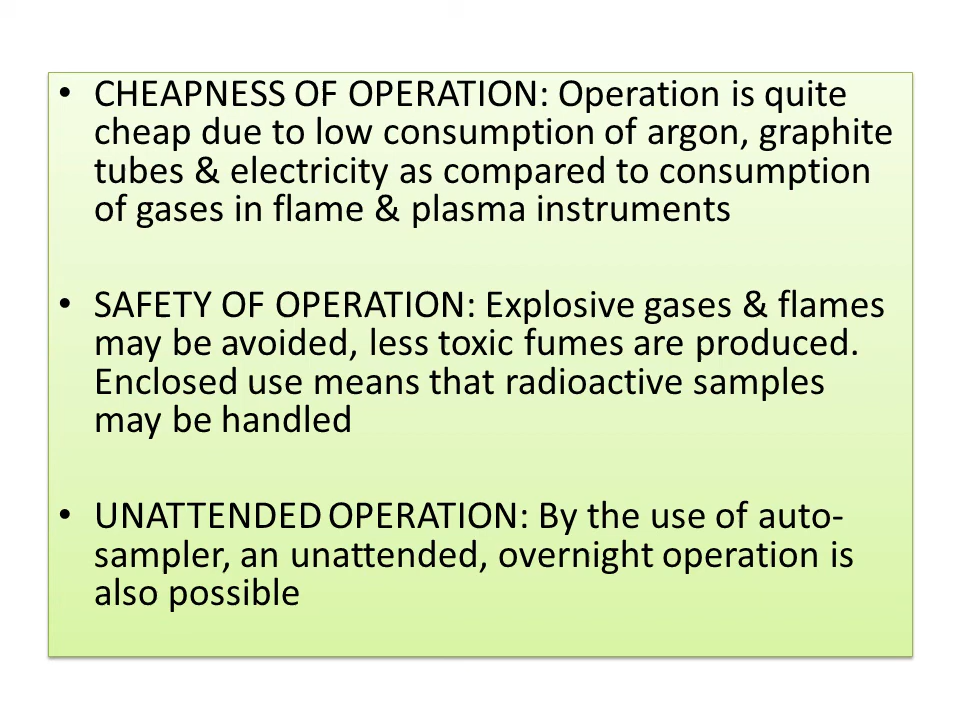 • CHEAPNESS OF OPERATION: Operation is quite
cheap due to low consumption of argon, graphite
tubes & electricity as compared to consumption
of gases in flame & plasma instruments
• SAFETY OF OPERATION: Explosive gases & flames
may be avoided, less toxic fumes are produced.
Enclosed use means that radioactive samples
may be handled
• UNATTENDED OPERATION: By the use of auto-
sampler, an unattended, overnight operation is
also possible